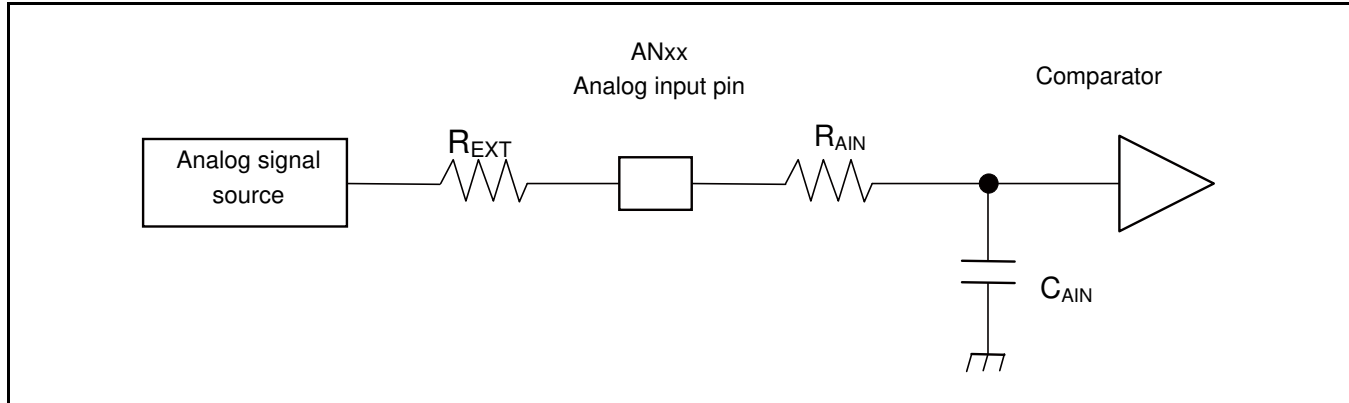 ANxx
Analog input pin
Comparator
Analog signal
source
REXT
RAIN
CAIN